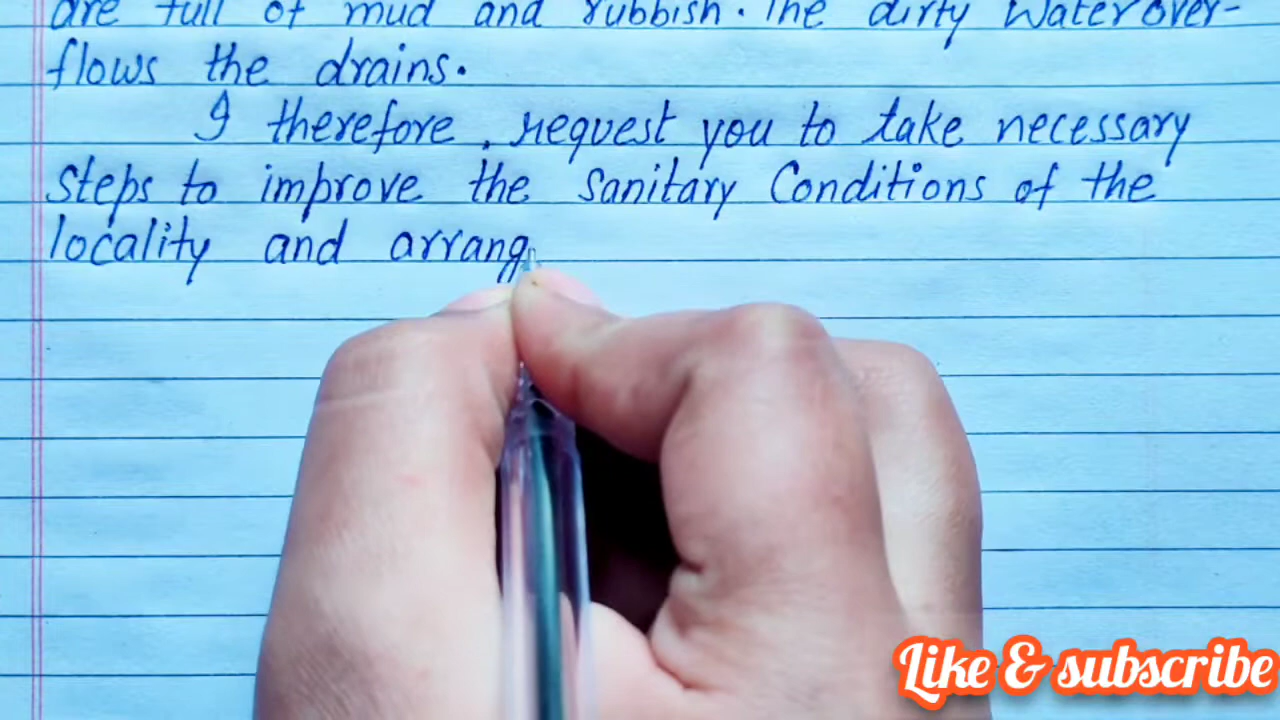 are full of mud and rubbish. The dirty water over-
flows the drains.
I therefore, request you to take necessary
steps to improve the sanitary Conditions of the
locality and arrang
Like & subscribe